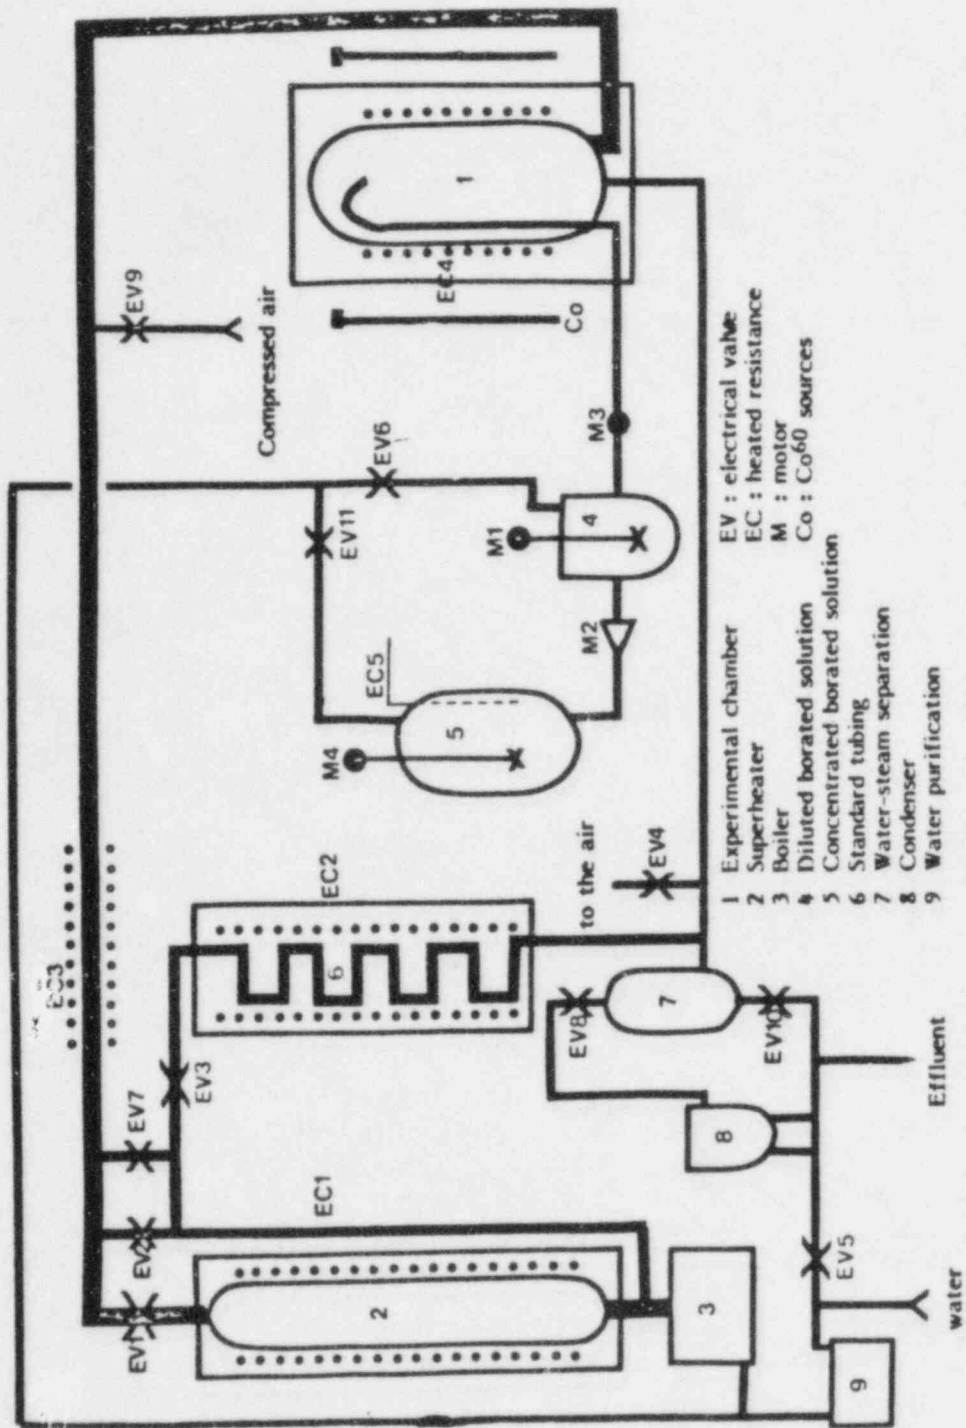 EC3
EV9
Compressed air
1
EC4
Co
EV7
EV3
EV1
EV2
EC1
2
3
EC2
6
EV11
EV6
M4
EC5
5
M1
4
M2
M3
to the air
EV4
EV8
7
EV10
8
Effluent
EV5
water
9
1 Experimental chamber
2 Superheater
3 Boiler
4 Diluted borated solution
5 Concentrated borated solution
6 Standard tubing
7 Water-steam separation
8 Condenser
9 Water purification
EV : electrical valve
EC : heated resistance
M : motor
Co : Co60 sources